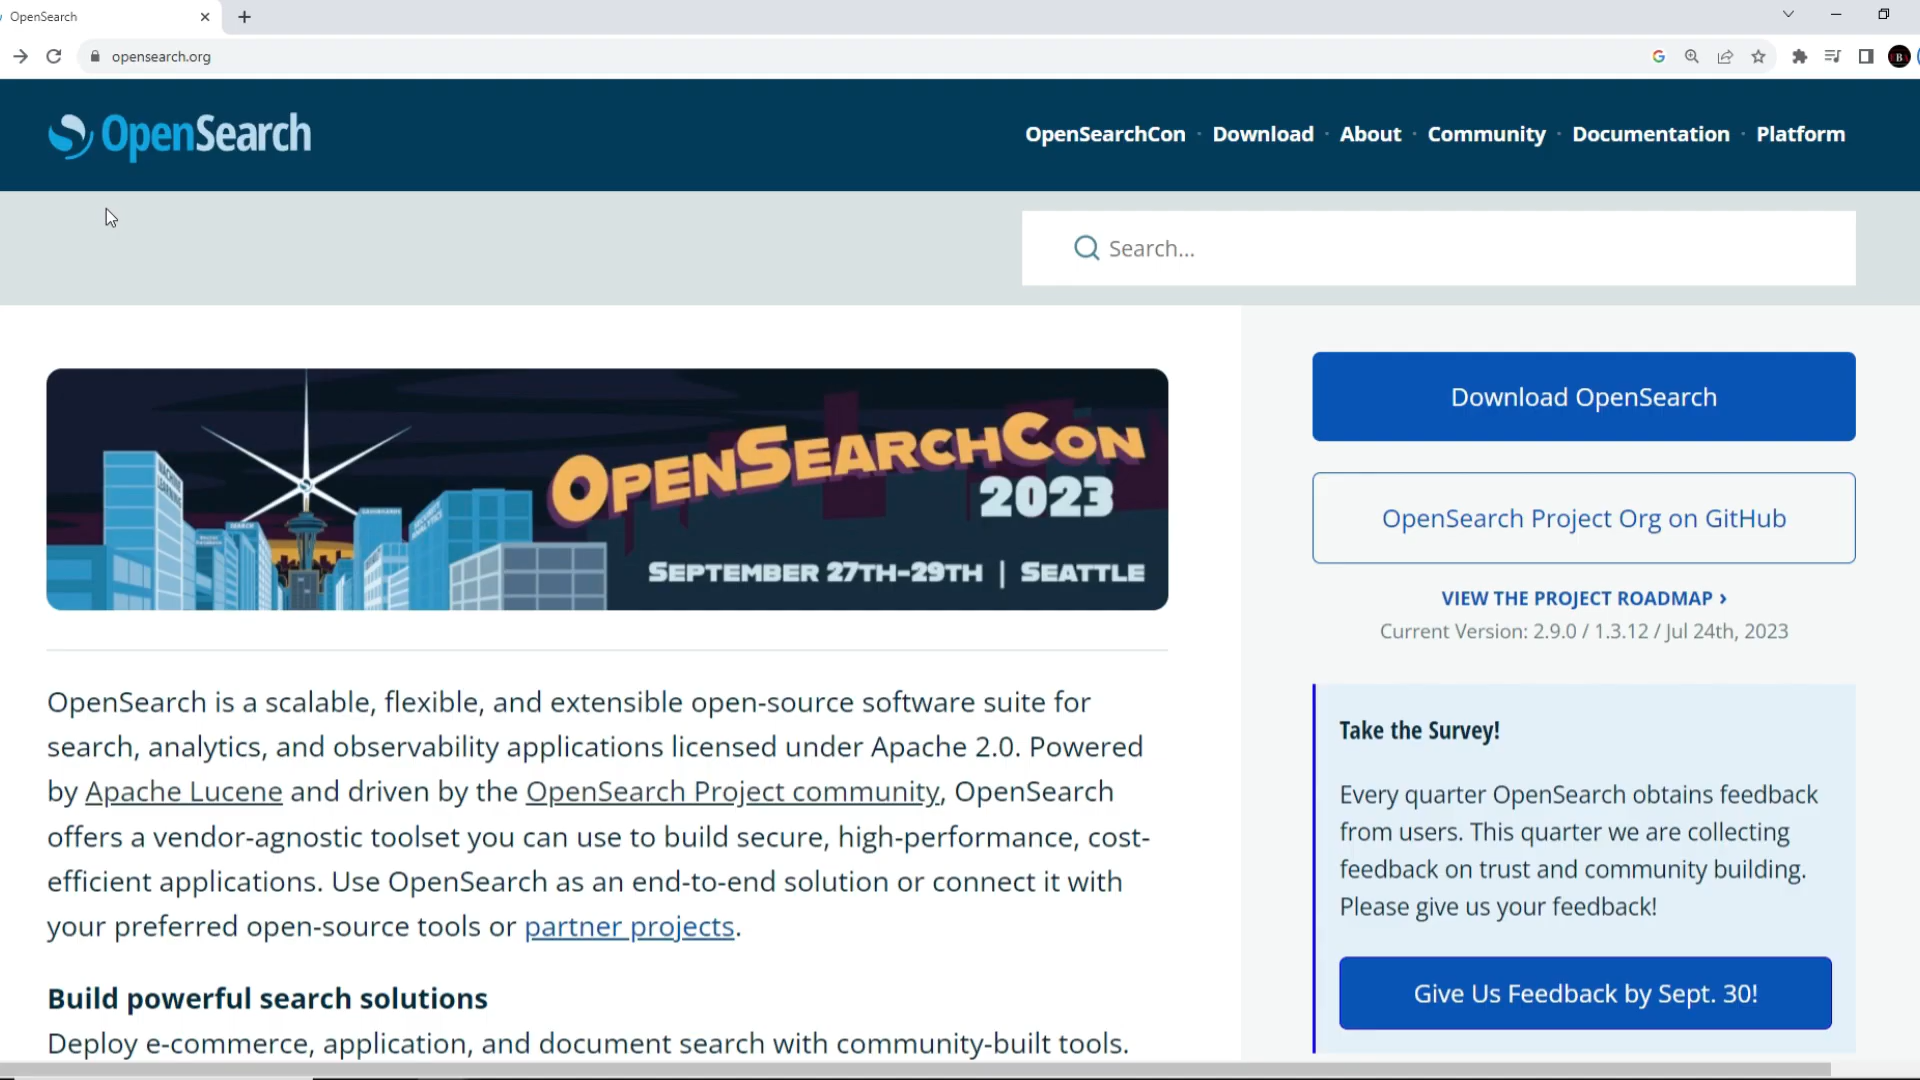 OpenSearch
opensearch.org
OpenSearch
OpenSearchCon · Download · About · Community · Documentation · Platform
Search...
OpenSearchCon
2023
September 27th-29th | Seattle
Download OpenSearch
OpenSearch Project Org on GitHub
VIEW THE PROJECT ROADMAP ›
Current Version: 2.9.0 / 1.3.12 / Jul 24th, 2023
OpenSearch is a scalable, flexible, and extensible open-source software suite for
search, analytics, and observability applications licensed under Apache 2.0. Powered
by Apache Lucene and driven by the OpenSearch Project community, OpenSearch
offers a vendor-agnostic toolset you can use to build secure, high-performance, cost-
efficient applications. Use OpenSearch as an end-to-end solution or connect it with
your preferred open-source tools or partner projects.
Build powerful search solutions
Deploy e-commerce, application, and document search with community-built tools.
Take the Survey!
Every quarter OpenSearch obtains feedback
from users. This quarter we are collecting
feedback on trust and community building.
Please give us your feedback!
Give Us Feedback by Sept. 30!